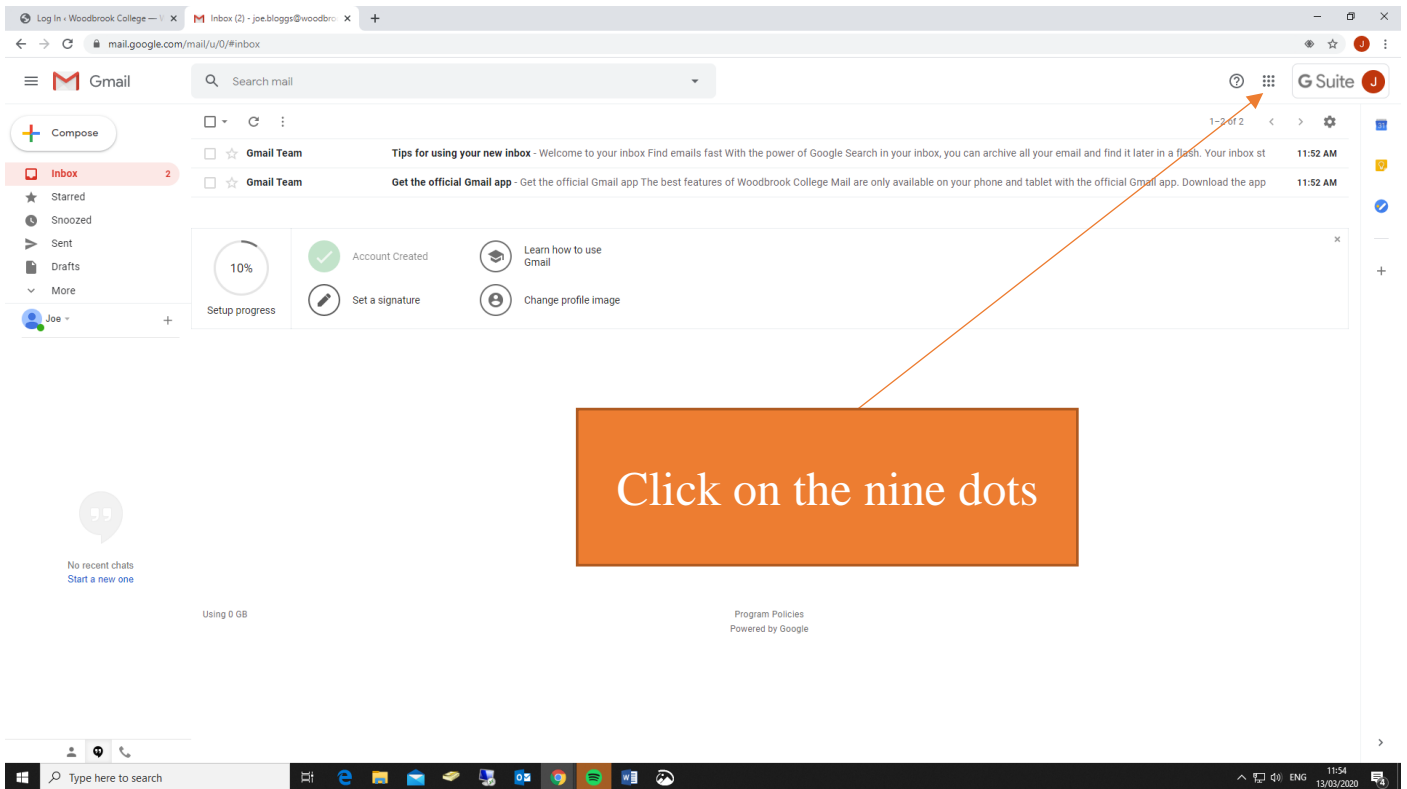 Log In ‹ Woodbrook College — W
Inbox (2) - joe.bloggs@woodbro
mail.google.com/mail/u/0/#inbox
J
Gmail
Search mail
G Suite
J
Compose
1–2 of 2
31
Gmail Team Tips for using your new inbox - Welcome to your inbox Find emails fast With the power of Google Search in your inbox, you can archive all your email and find it later in a flash. Your inbox st 11:52 AM
Inbox 2
Gmail Team Get the official Gmail app - Get the official Gmail app The best features of Woodbrook College Mail are only available on your phone and tablet with the official Gmail app. Download the app 11:52 AM
Starred
Snoozed
Sent
Drafts
More
Joe
10%
Setup progress
Account Created
Learn how to use
Gmail
Set a signature
Change profile image
Click on the nine dots
No recent chats
Start a new one
Using 0 GB
Program Policies
Powered by Google
Type here to search
ENG
11:54
13/03/2020
4